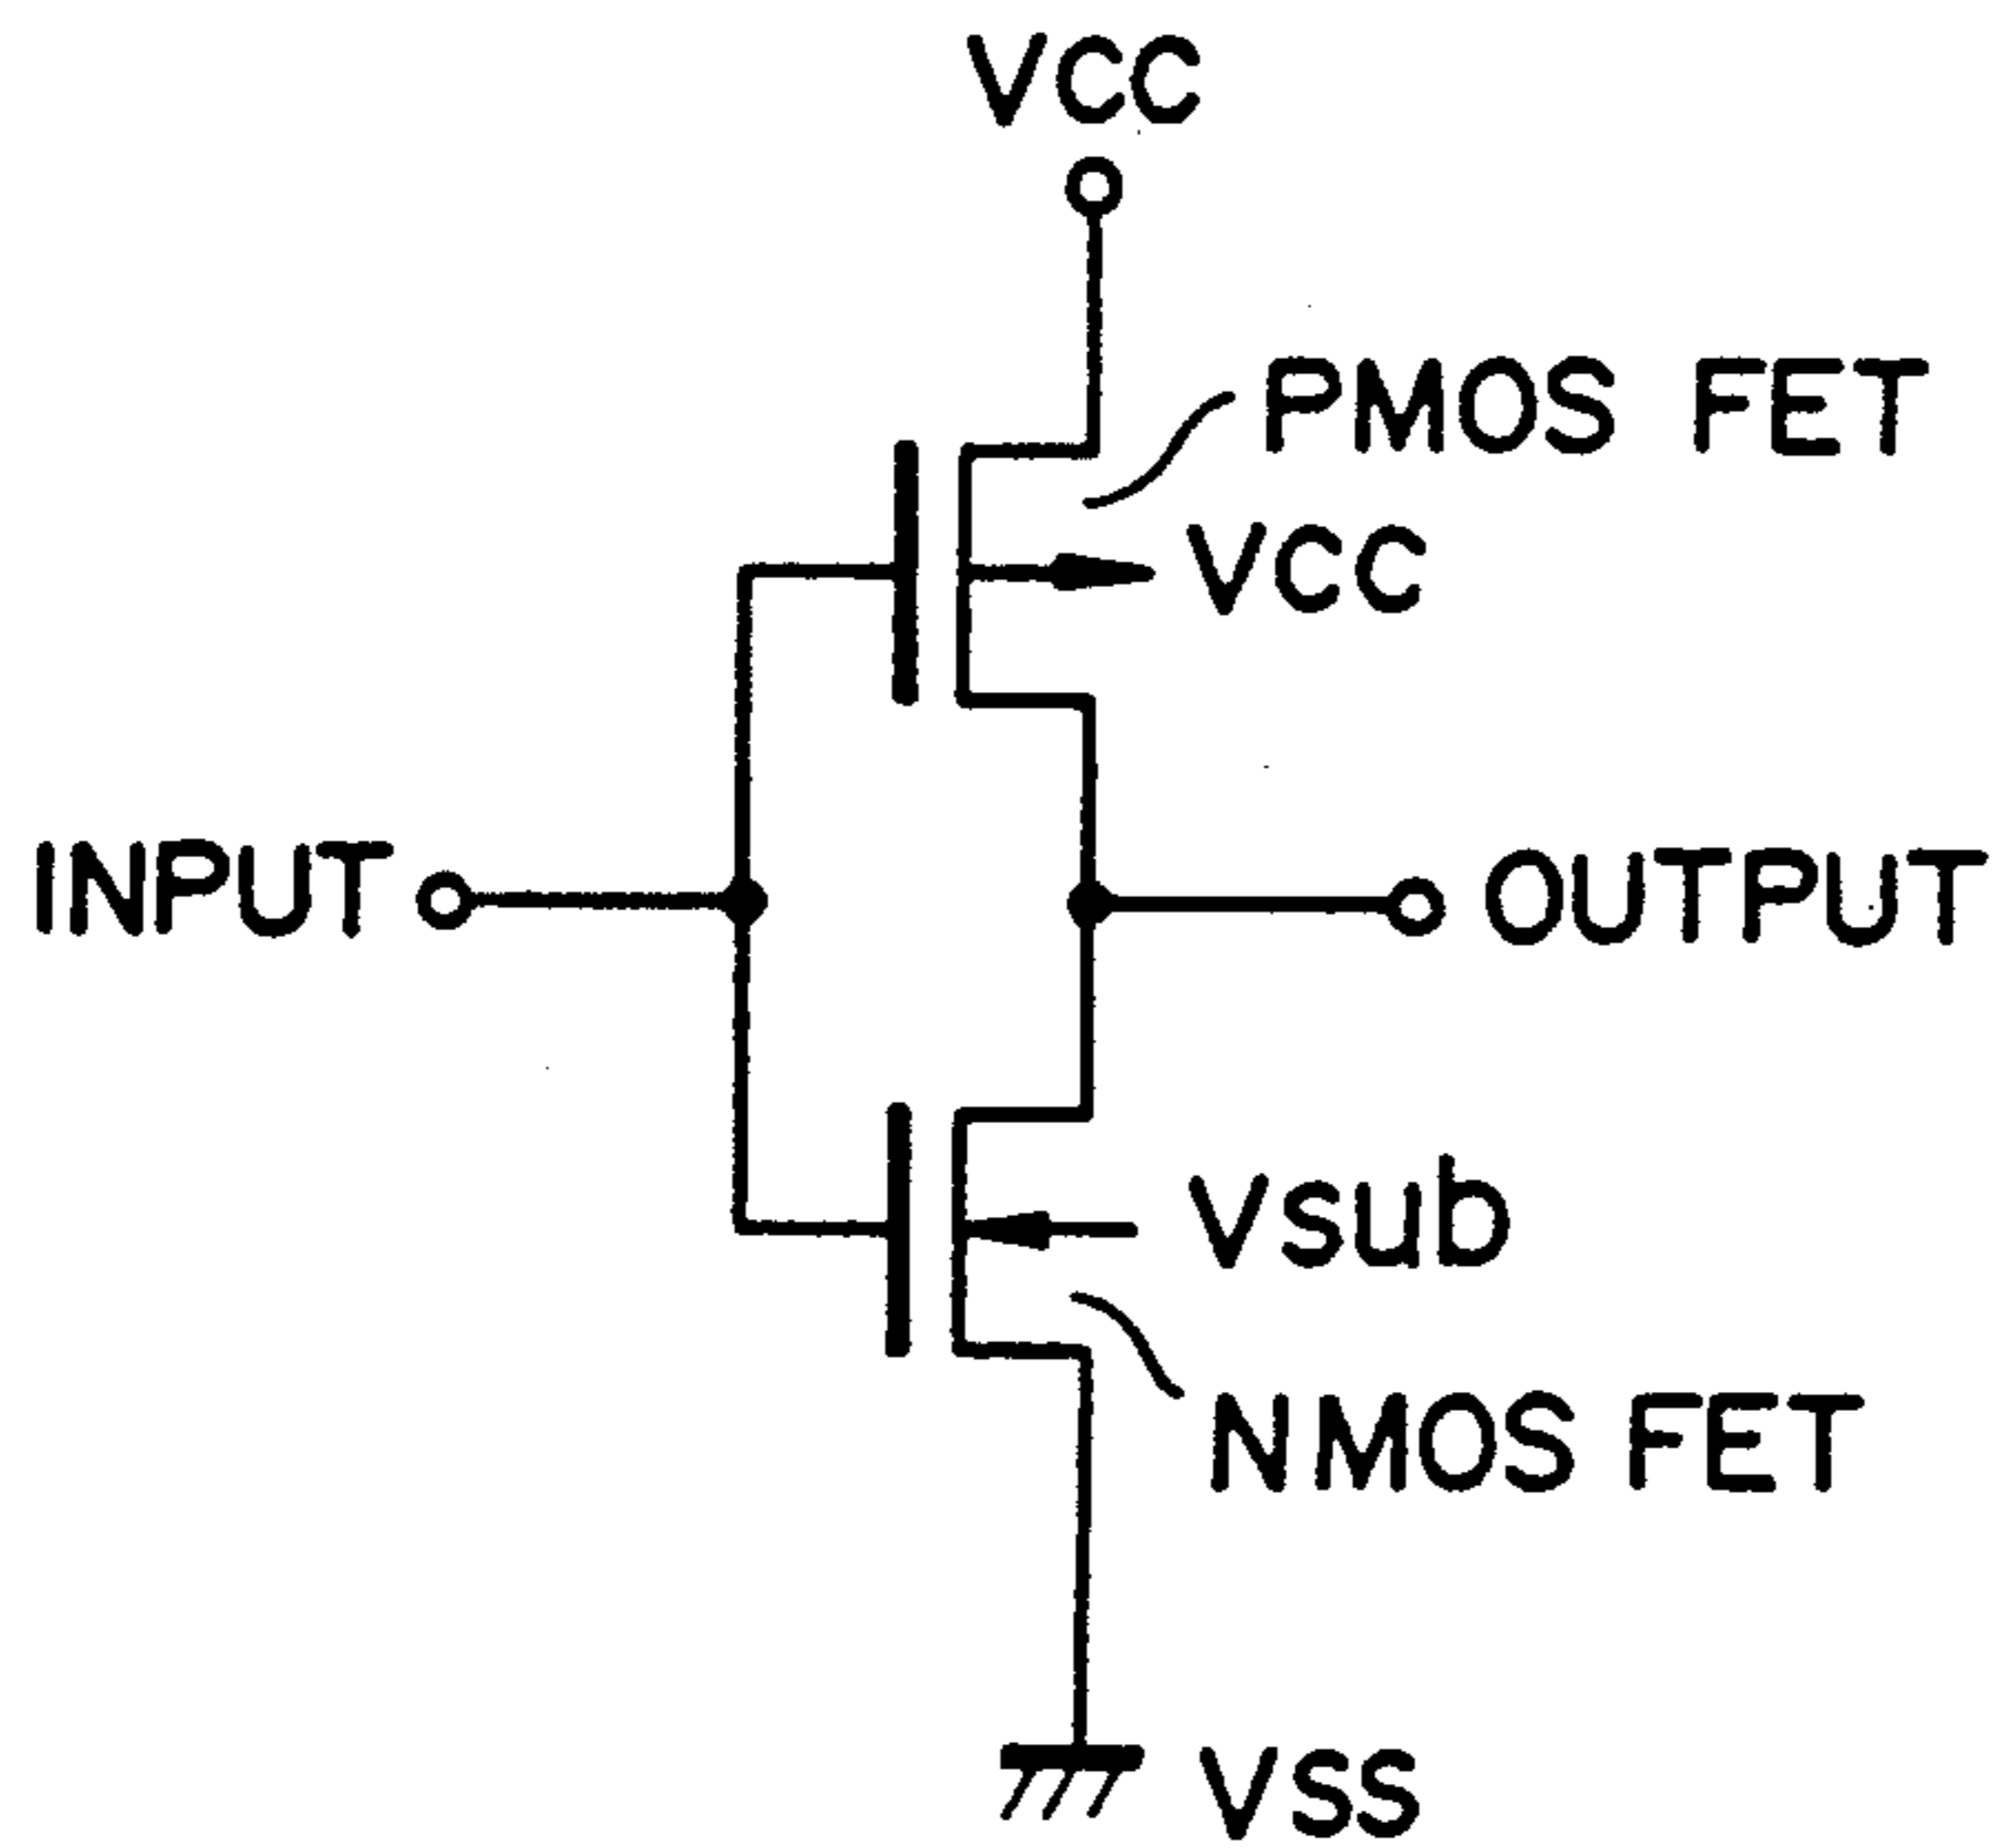 VCC
PMOS FET
VCC
INPUT
OUTPUT
Vsub
NMOS FET
VSS